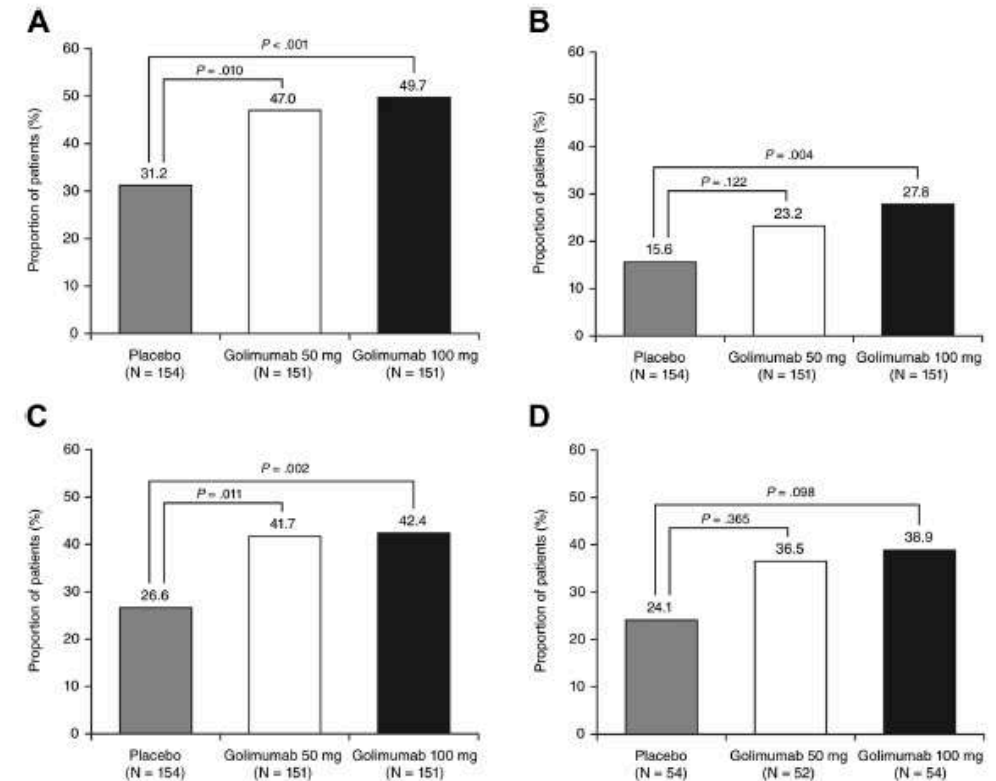 A
Proportion of patients (%)
60
50
40
30
20
10
0
P < .001
P = .010
31.2
47.0
49.7
Placebo
(N = 154)
Golimumab 50 mg
(N = 151)
Golimumab 100 mg
(N = 151)
B
Proportion of patients (%)
60
50
40
30
20
10
0
P = .004
P = .122
15.6
23.2
27.8
Placebo
(N = 154)
Golimumab 50 mg
(N = 151)
Golimumab 100 mg
(N = 151)
C
Proportion of patients (%)
60
50
40
30
20
10
0
P = .002
P = .011
26.6
41.7
42.4
Placebo
(N = 154)
Golimumab 50 mg
(N = 151)
Golimumab 100 mg
(N = 151)
D
Proportion of patients (%)
60
50
40
30
20
10
0
P = .098
P = .365
24.1
36.5
38.9
Placebo
(N = 54)
Golimumab 50 mg
(N = 52)
Golimumab 100 mg
(N = 54)